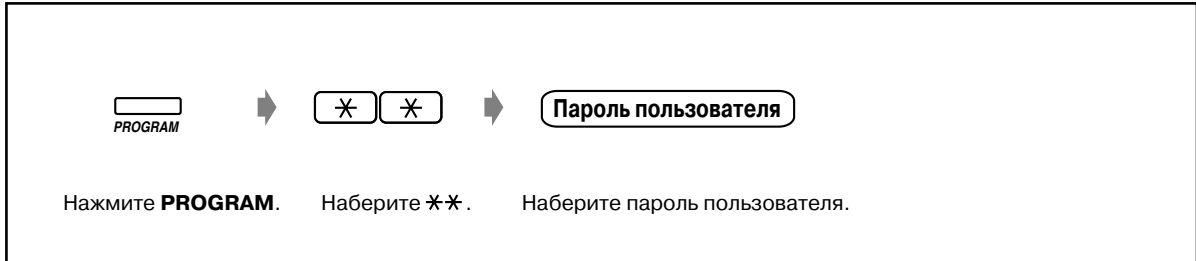 ✳ ✳ Пароль пользователя
PROGRAM
Нажмите PROGRAM. Наберите ✳✳. Наберите пароль пользователя.